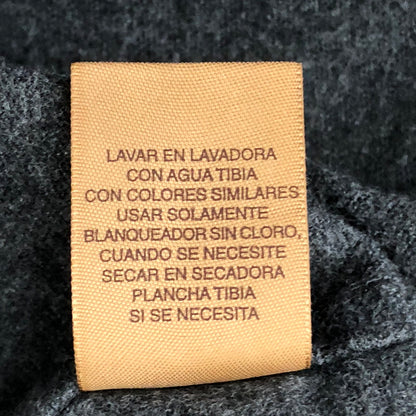 LAVAR EN LAVADORA
CON AGUA TIBIA
CON COLORES SIMILARES
USAR SOLAMENTE
BLANQUEADOR SIN CLORO,
CUANDO SE NECESITE
SECAR EN SECADORA
PLANCHA TIBIA
SI SE NECESITA